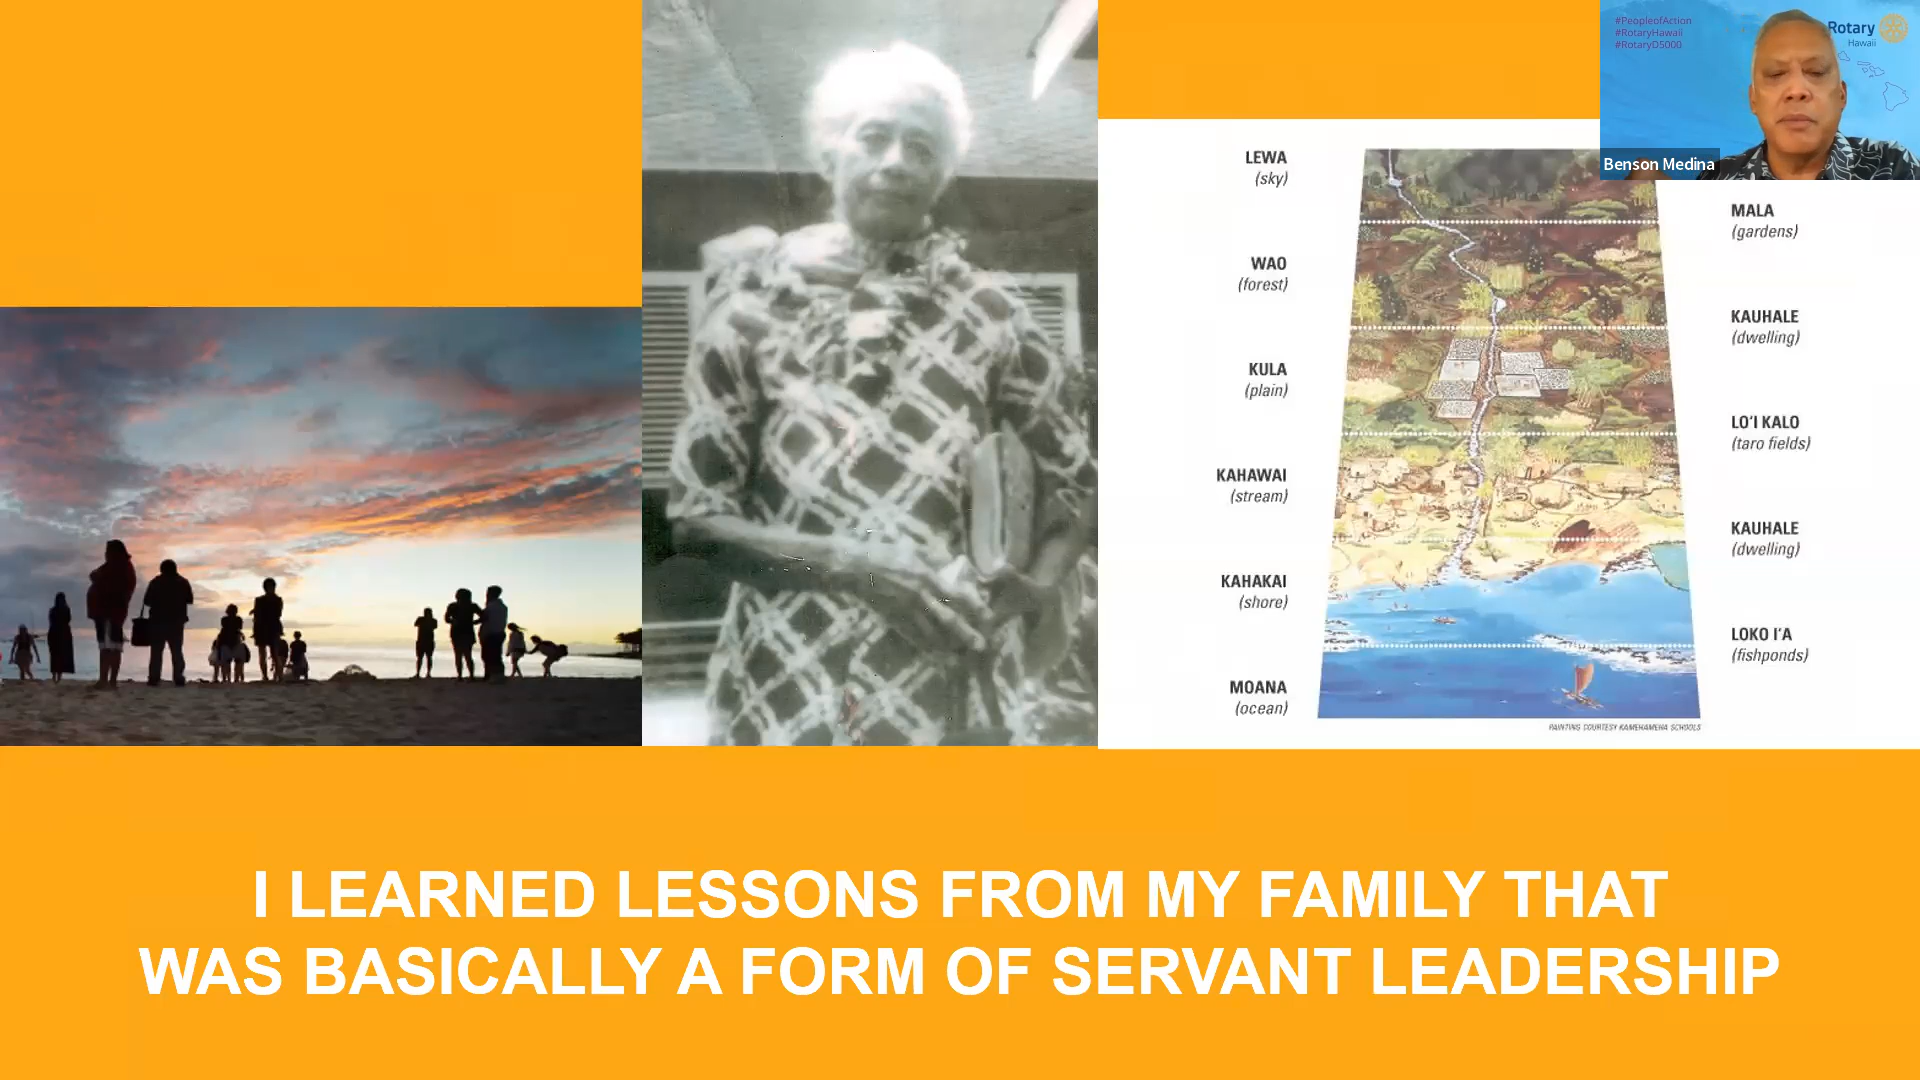 #PeopleofAction
#RotaryHawaii
#RotaryD5000
Rotary
Hawaii
Benson Medina
LEWA
(sky)
WAO
(forest)
KULA
(plain)
KAHAWAI
(stream)
KAHAKAI
(shore)
MOANA
(ocean)
MALA
(gardens)
KAUHALE
(dwelling)
LO'I KALO
(taro fields)
KAUHALE
(dwelling)
LOKO I'A
(fishponds)
PAINTING COURTESY KAMEHAMEHA SCHOOLS
I LEARNED LESSONS FROM MY FAMILY THAT
WAS BASICALLY A FORM OF SERVANT LEADERSHIP